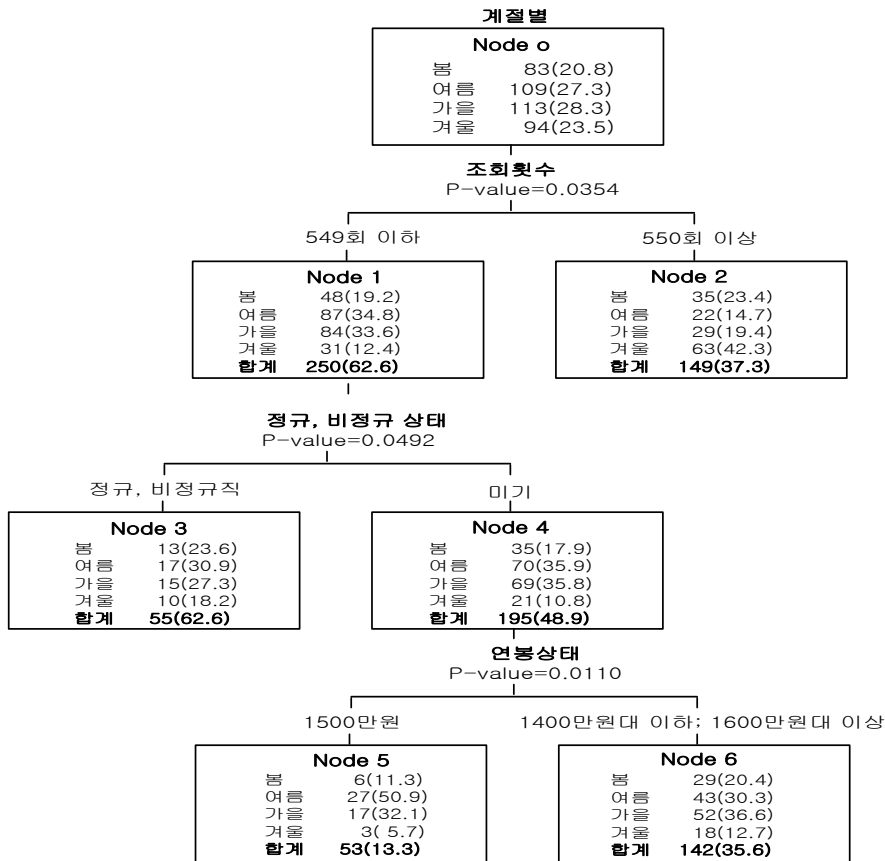 계절별
Node o
봄 83(20.8)
여름 109(27.3)
가을 113(28.3)
겨울 94(23.5)
조회횟수
P-value=0.0354
549회 이하
550회 이상
Node 1
봄 48(19.2)
여름 87(34.8)
가을 84(33.6)
겨울 31(12.4)
합계 250(62.6)
Node 2
봄 35(23.4)
여름 22(14.7)
가을 29(19.4)
겨울 63(42.3)
합계 149(37.3)
정규, 비정규 상태
P-value=0.0492
정규, 비정규직
미기
Node 3
봄 13(23.6)
여름 17(30.9)
가을 15(27.3)
겨울 10(18.2)
합계 55(62.6)
Node 4
봄 35(17.9)
여름 70(35.9)
가을 69(35.8)
겨울 21(10.8)
합계 195(48.9)
연봉상태
P-value=0.0110
1500만원
1400만원대 이하; 1600만원대 이상
Node 5
봄 6(11.3)
여름 27(50.9)
가을 17(32.1)
겨울 3( 5.7)
합계 53(13.3)
Node 6
봄 29(20.4)
여름 43(30.3)
가을 52(36.6)
겨울 18(12.7)
합계 142(35.6)